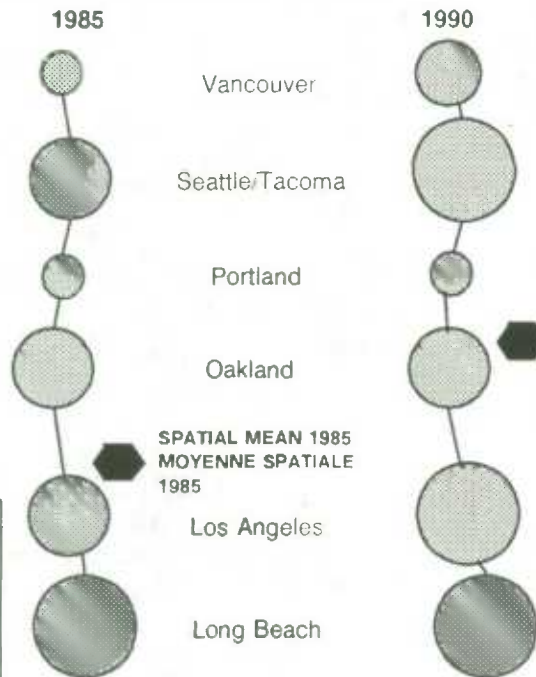 1985
1990
Vancouver
Seattle/Tacoma
Portland
Oakland
SPATIAL MEAN 1985
MOYENNE SPATIALE
1985
Los Angeles
Long Beach